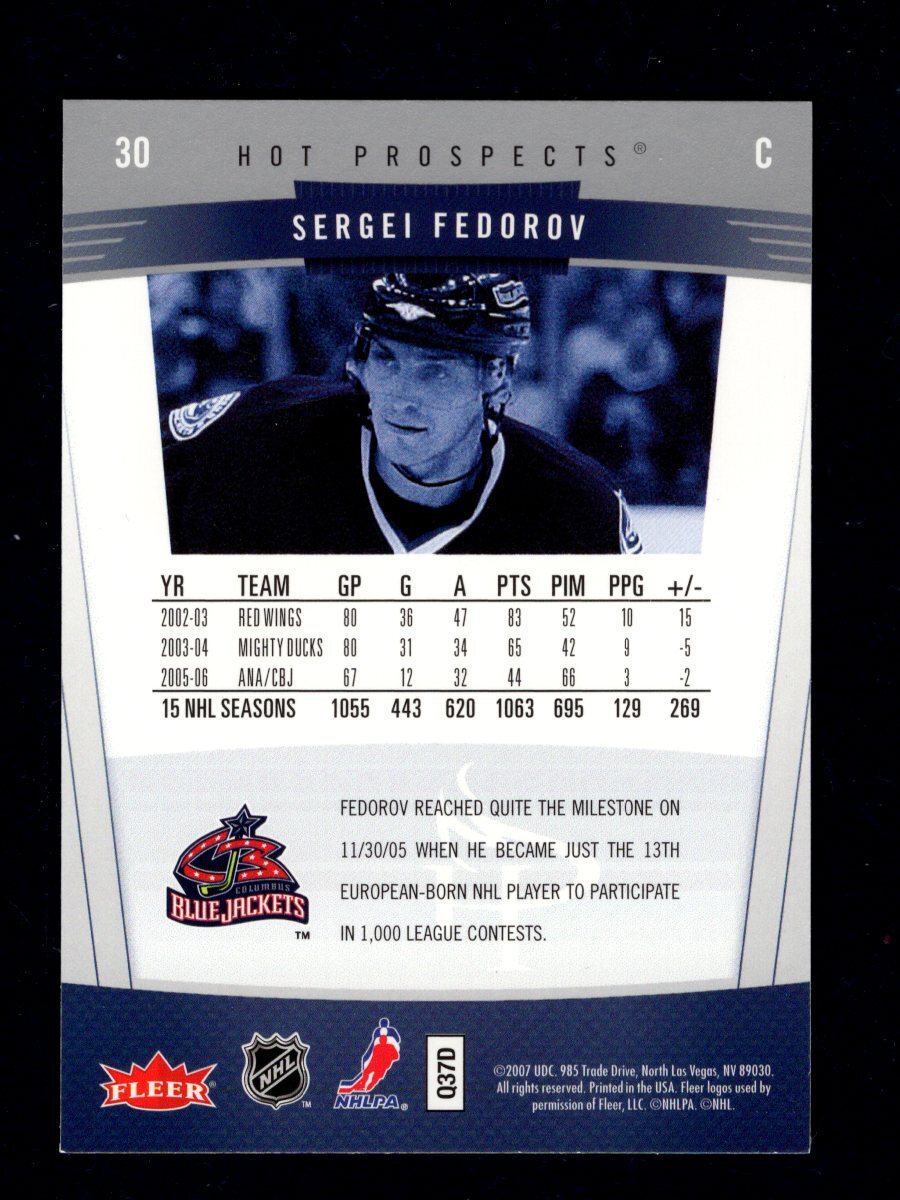 30 HOT PROSPECTS® C
SERGEI FEDOROV
YR TEAM GP G A PTS PIM PPG +/-
2002-03 RED WINGS 80 36 47 83 52 10 15
2003-04 MIGHTY DUCKS 80 31 34 65 42 9 -5
2005-06 ANA/CBJ 67 12 32 44 66 3 -2
15 NHL SEASONS 1055 443 620 1063 695 129 269
FEDOROV REACHED QUITE THE MILESTONE ON
11/30/05 WHEN HE BECAME JUST THE 13TH
EUROPEAN-BORN NHL PLAYER TO PARTICIPATE
IN 1,000 LEAGUE CONTESTS.
COLUMBUS
BLUE JACKETS
TM
FLEER®
NHL
TM
NHLPA®
Q37D
©2007 UDC. 985 Trade Drive, North Las Vegas, NV 89030.
All rights reserved. Printed in the USA. Fleer logos used by
permission of Fleer, LLC. ©NHLPA. ©NHL.